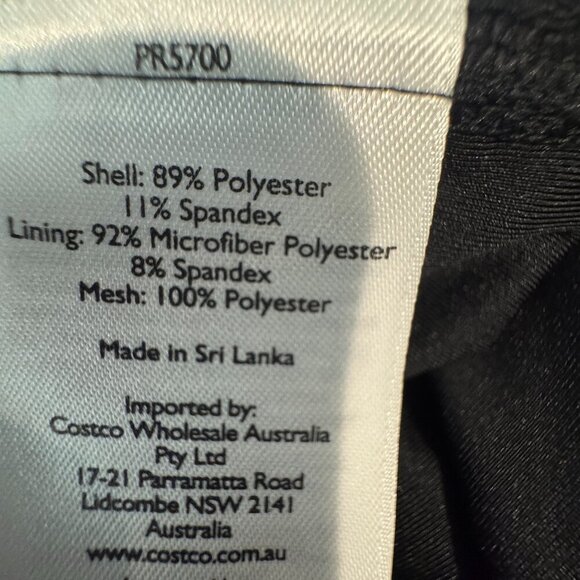 PR5700
Shell: 89% Polyester
11% Spandex
Lining: 92% Microfiber Polyester
8% Spandex
Mesh: 100% Polyester
Made in Sri Lanka
Imported by:
Costco Wholesale Australia
Pty Ltd
17-21 Parramatta Road
Lidcombe NSW 2141
Australia
www.costco.com.au